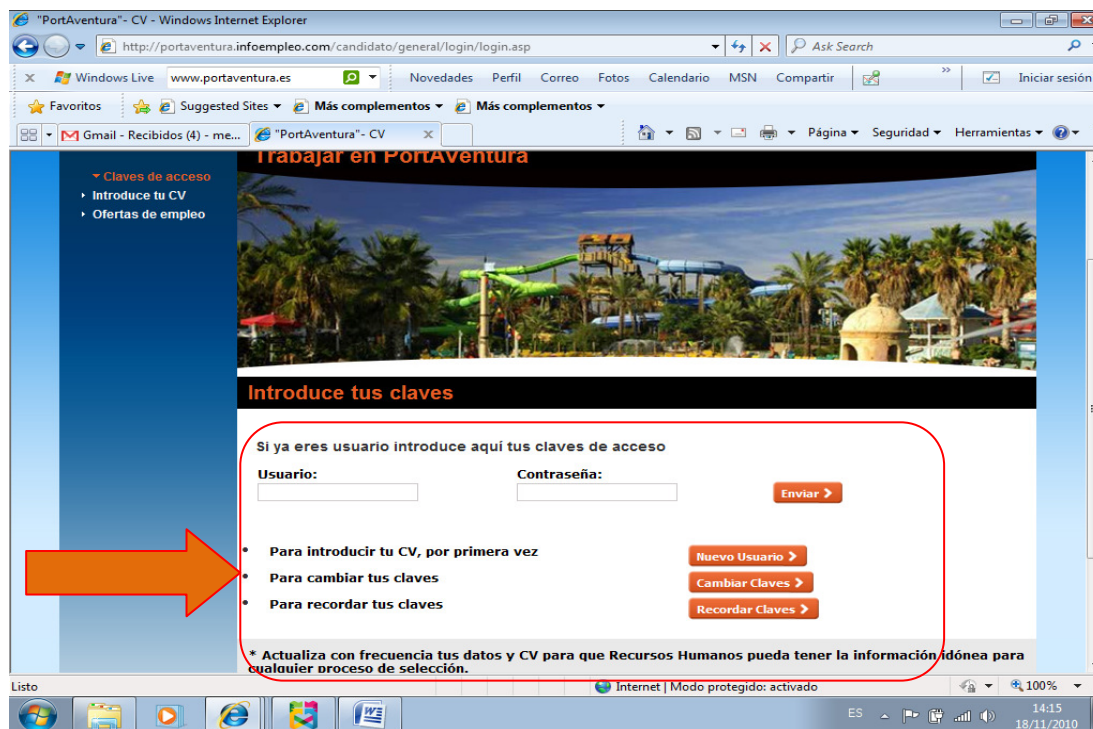 "PortAventura"- CV - Windows Internet Explorer
http://portaventura.infoempleo.com/candidato/general/login/login.asp
Ask Search
x Windows Live www.portaventura.es Novedades Perfil Correo Fotos Calendario MSN Compartir » Iniciar sesión
Favoritos Suggested Sites Más complementos Más complementos
Gmail - Recibidos (4) - me... "PortAventura"- CV x Página Seguridad Herramientas
Trabajar en PortAventura
Claves de acceso
Introduce tu CV
Ofertas de empleo
Introduce tus claves
Si ya eres usuario introduce aquí tus claves de acceso
Usuario: Contraseña:
Enviar
• Para introducir tu CV, por primera vez Nuevo Usuario
• Para cambiar tus claves Cambiar Claves
• Para recordar tus claves Recordar Claves
* Actualiza con frecuencia tus datos y CV para que Recursos Humanos pueda tener la información idónea para
cualquier proceso de selección.
Listo Internet | Modo protegido: activado 100%
ES 14:15
18/11/2010